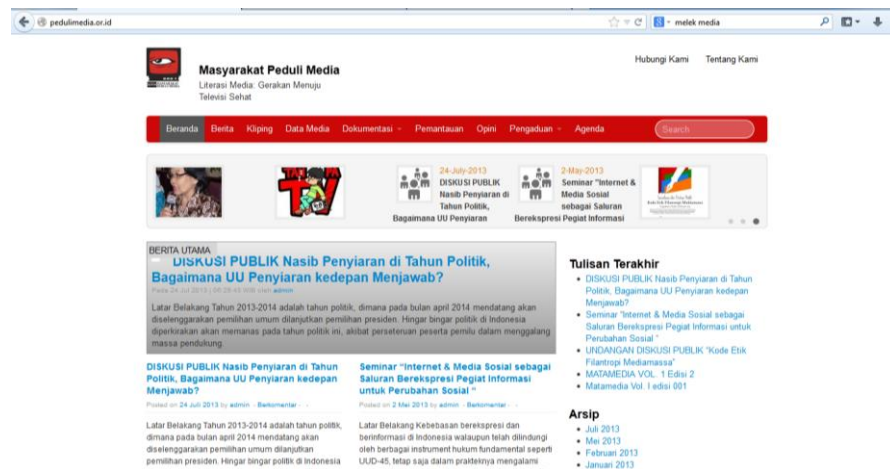 pedulimedia.or.id
melek media
Masyarakat Peduli Media
Literasi Media: Gerakan Menuju
Televisi Sehat
Hubungi Kami Tentang Kami
Beranda Berita Kliping Data Media Dokumentasi Pemantauan Opini Pengaduan Agenda Search
TV
24-July-2013
DISKUSI PUBLIK
Nasib Penyiaran di
Tahun Politik,
Bagaimana UU Penyiaran
2-May-2013
Seminar "Internet &
Media Sosial
sebagai Saluran
Berekspresi Pegiat Informasi
BERITA UTAMA
DISKUSI PUBLIK Nasib Penyiaran di Tahun Politik,
Bagaimana UU Penyiaran kedepan Menjawab?
Latar Belakang Tahun 2013-2014 adalah tahun politik, dimana pada bulan april 2014 mendatang akan
diselenggarakan pemilihan umum dilanjutkan pemilihan presiden. Hingar bingar politik di Indonesia
diperkirakan akan memanas pada tahun politik ini, akibat perseteruan peserta pemilu dalam menggalang
massa pendukung.
DISKUSI PUBLIK Nasib Penyiaran di Tahun
Politik, Bagaimana UU Penyiaran kedepan
Menjawab?
Posted on 24 Juli 2013 by admin - Berkomentar -
Latar Belakang Tahun 2013-2014 adalah tahun politik,
dimana pada bulan april 2014 mendatang akan
diselenggarakan pemilihan umum dilanjutkan
pemilihan presiden. Hingar bingar politik di Indonesia
Seminar "Internet & Media Sosial sebagai
Saluran Berekspresi Pegiat Informasi
untuk Perubahan Sosial "
Posted on 2 Mei 2013 by admin - Berkomentar -
Latar Belakang Kebebasan berekspresi dan
berinformasi di Indonesia walaupun telah dilindungi
oleh berbagai instrument hukum fundamental seperti
UUD-45, tetap saja dalam prakteknya mengalami
Tulisan Terakhir
DISKUSI PUBLIK Nasib Penyiaran di Tahun
Politik, Bagaimana UU Penyiaran kedepan
Menjawab?
Seminar "Internet & Media Sosial sebagai
Saluran Berekspresi Pegiat Informasi untuk
Perubahan Sosial "
UNDANGAN DISKUSI PUBLIK "Kode Etik
Filantropi Mediamassa"
MATAMEDIA VOL. 1 Edisi 2
Matamedia Vol. I edisi 001
Arsip
Juli 2013
Mei 2013
Februari 2013
Januari 2013